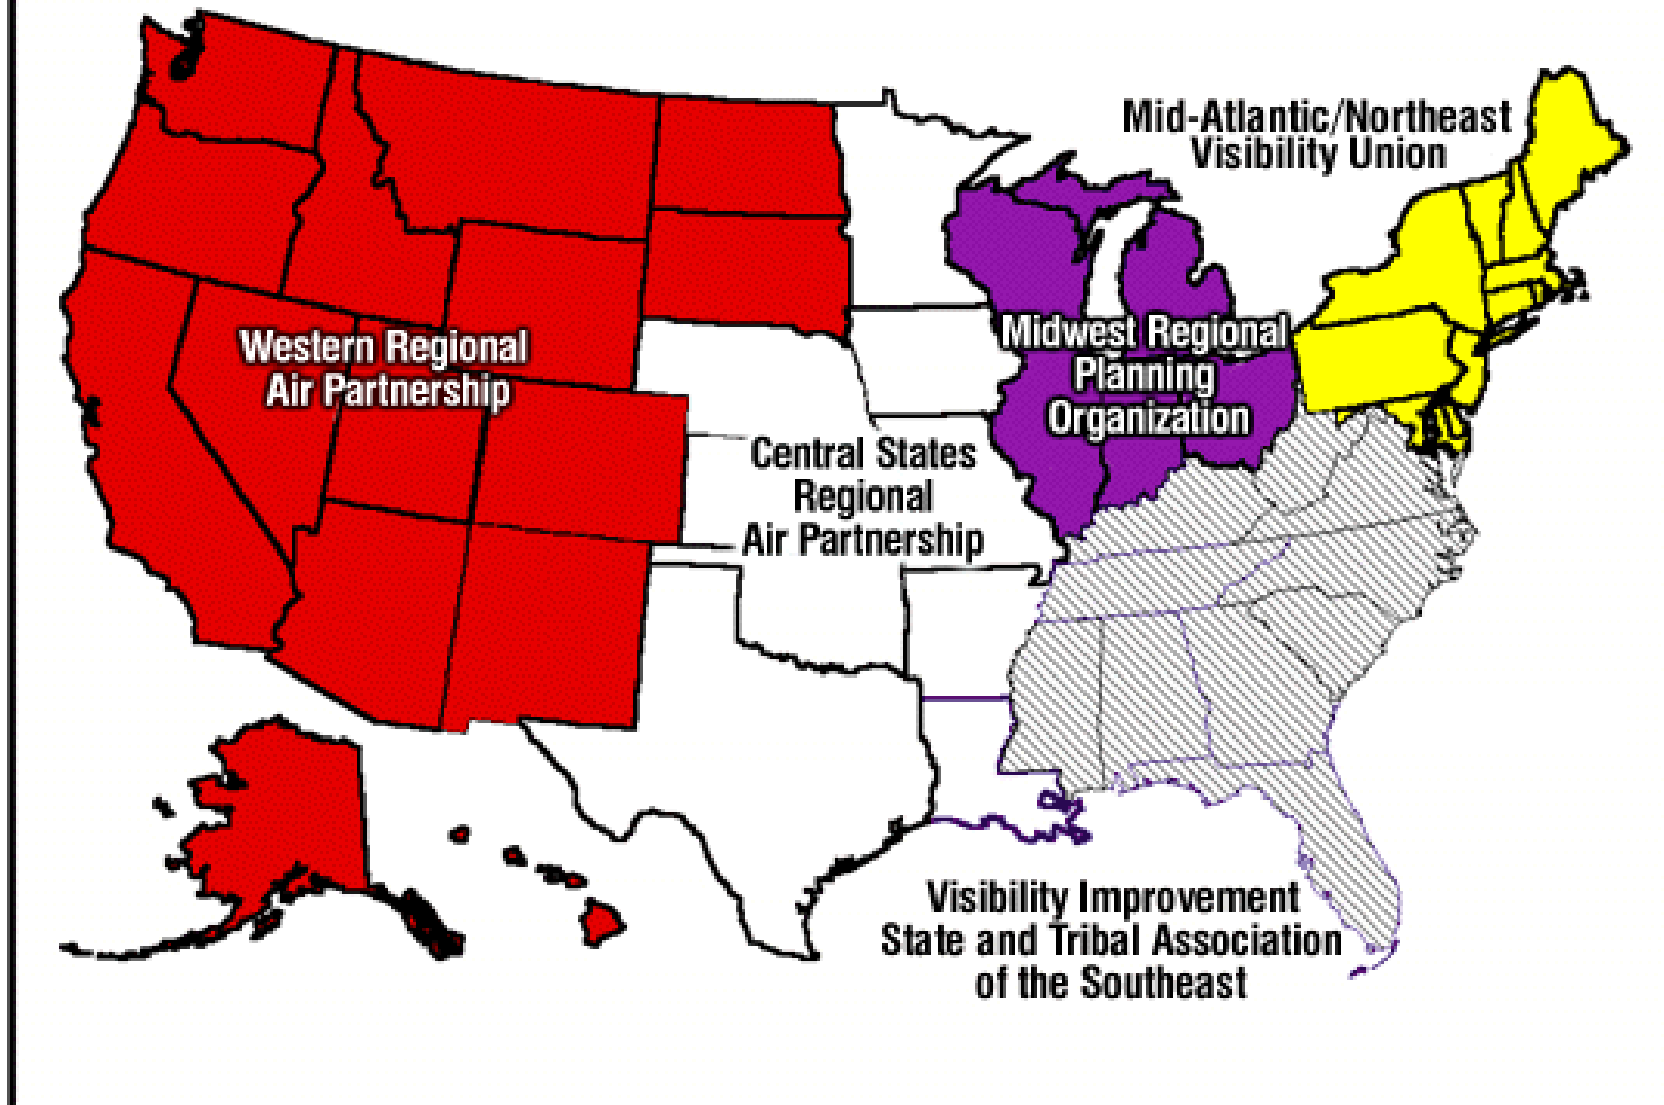 Mid-Atlantic/Northeast
Visibility Union
Western Regional
Air Partnership
Midwest Regional
Planning
Organization
Central States
Regional
Air Partnership
Visibility Improvement
State and Tribal Association
of the Southeast